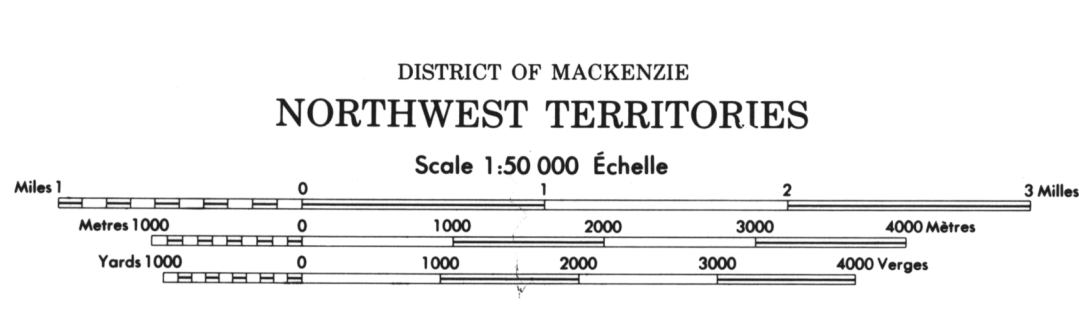 DISTRICT OF MACKENZIE
NORTHWEST TERRITORIES
Scale 1:50 000 Échelle
Miles 1 0 1 2 3 Milles
Metres 1000 0 1000 2000 3000 4000 Mètres
Yards 1000 0 1000 2000 3000 4000 Verges